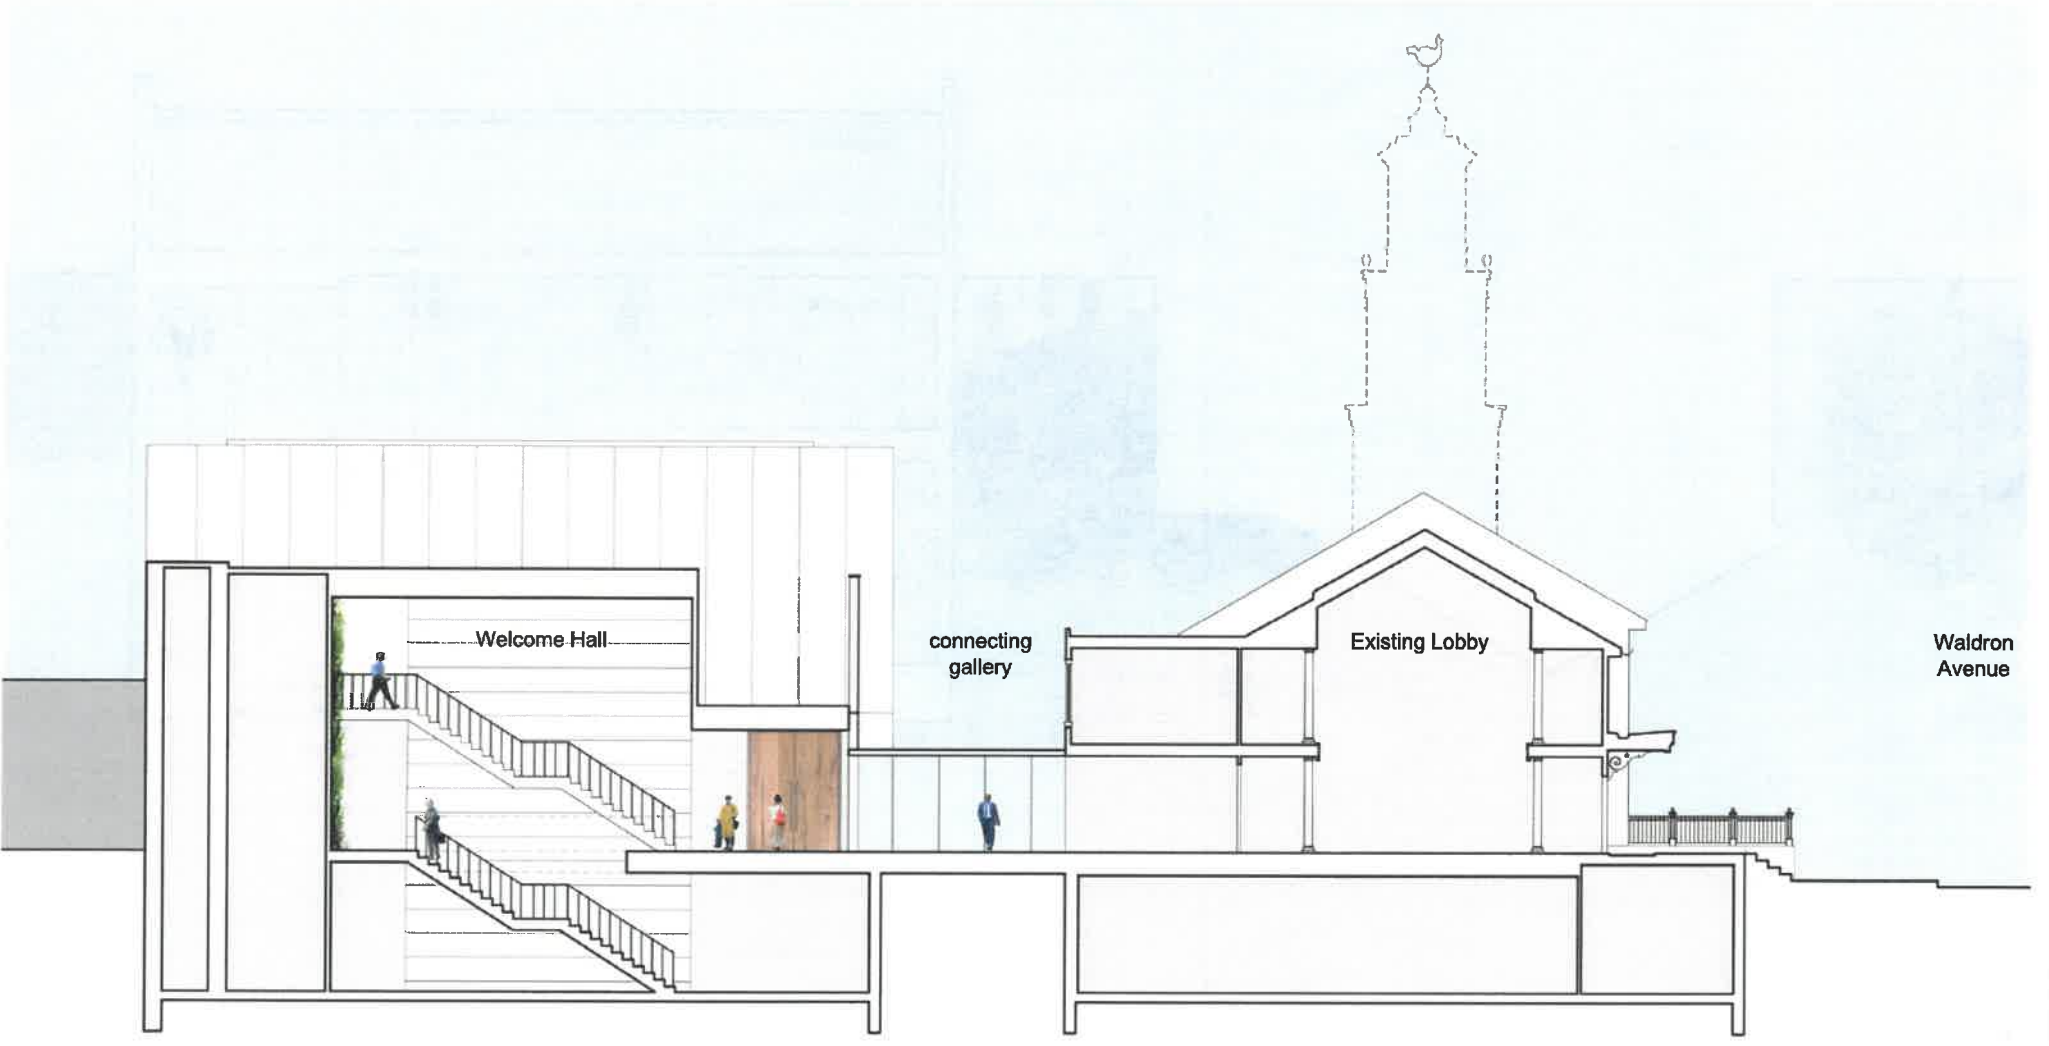 Welcome Hall
connecting
gallery
Existing Lobby
Waldron
Avenue